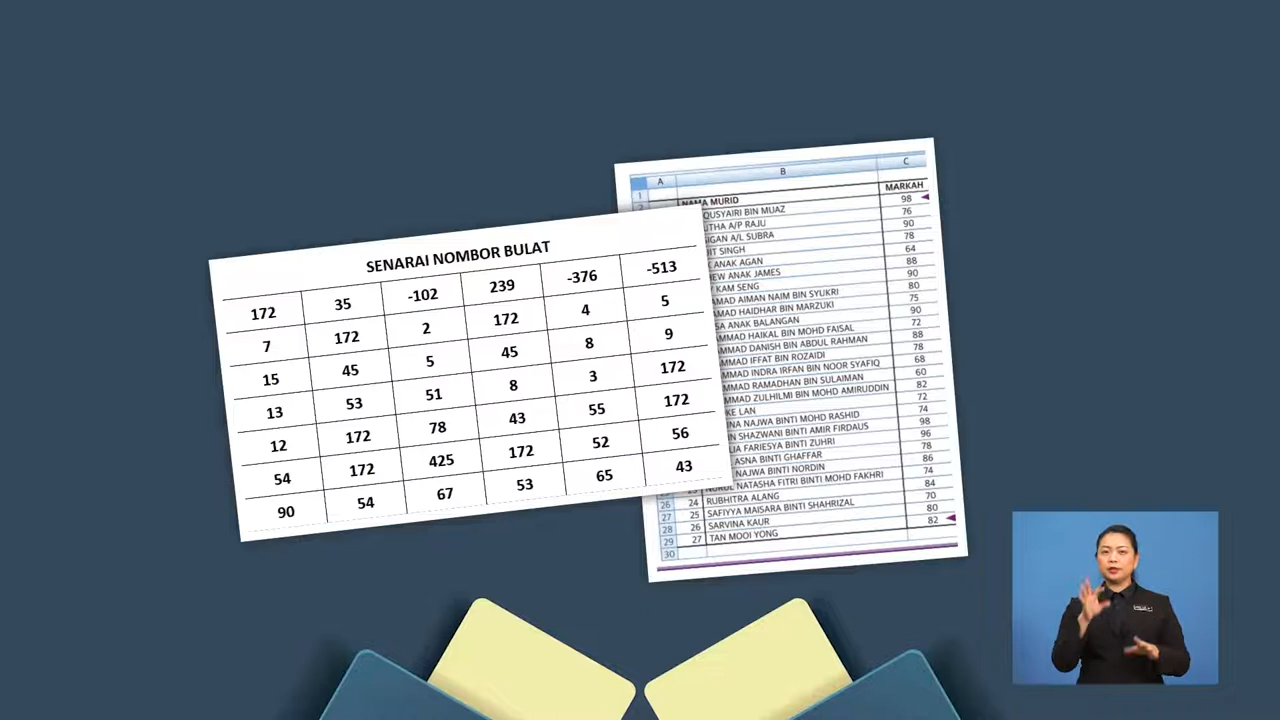 SENARAI NOMBOR BULAT
172 35 -102 239 -376 -513
7 172 2 172 4 5
15 45 5 45 8 9
13 53 51 8 3 172
12 172 78 43 55 172
54 172 425 172 52 56
90 54 67 53 65 43
A B C
1
NAMA MURID MARKAH
QUSYAIRI BIN MUAZ 98
A/P RAJU 76
A/L SUBRA 90
SINGH 78
ANAK AGAN 64
ANAK JAMES 88
KAM SENG 90
AIMAN NAIM BIN SYUKRI 80
HAIDHAR BIN MARZUKI 75
ANAK BALANGAN 90
HAIKAL BIN MOHD FAISAL 72
DANISH BIN ABDUL RAHMAN 88
IFFAT BIN ROZAIDI 78
INDRA IRFAN BIN NOOR SYAFIQ 68
RAMADHAN BIN SULAIMAN 60
ZULHILMI BIN MOHD AMIRUDDIN 82
LAN 72
NAJWA BINTI MOHD RASHID 74
SHAZWANI BINTI AMIR FIRDAUS 98
FARIESYA BINTI ZUHRI 96
ASNA BINTI GHAFFAR 78
NAJWA BINTI NORDIN 86
NURUL NATASHA FITRI BINTI MOHD FAKHRI 74
26 24 RUBHITRA ALANG 84
27 25 SAFIYYA MAISARA BINTI SHAHRIZAL 70
28 26 SARVINA KAUR 80
29 27 TAN MOOI YONG 82
30